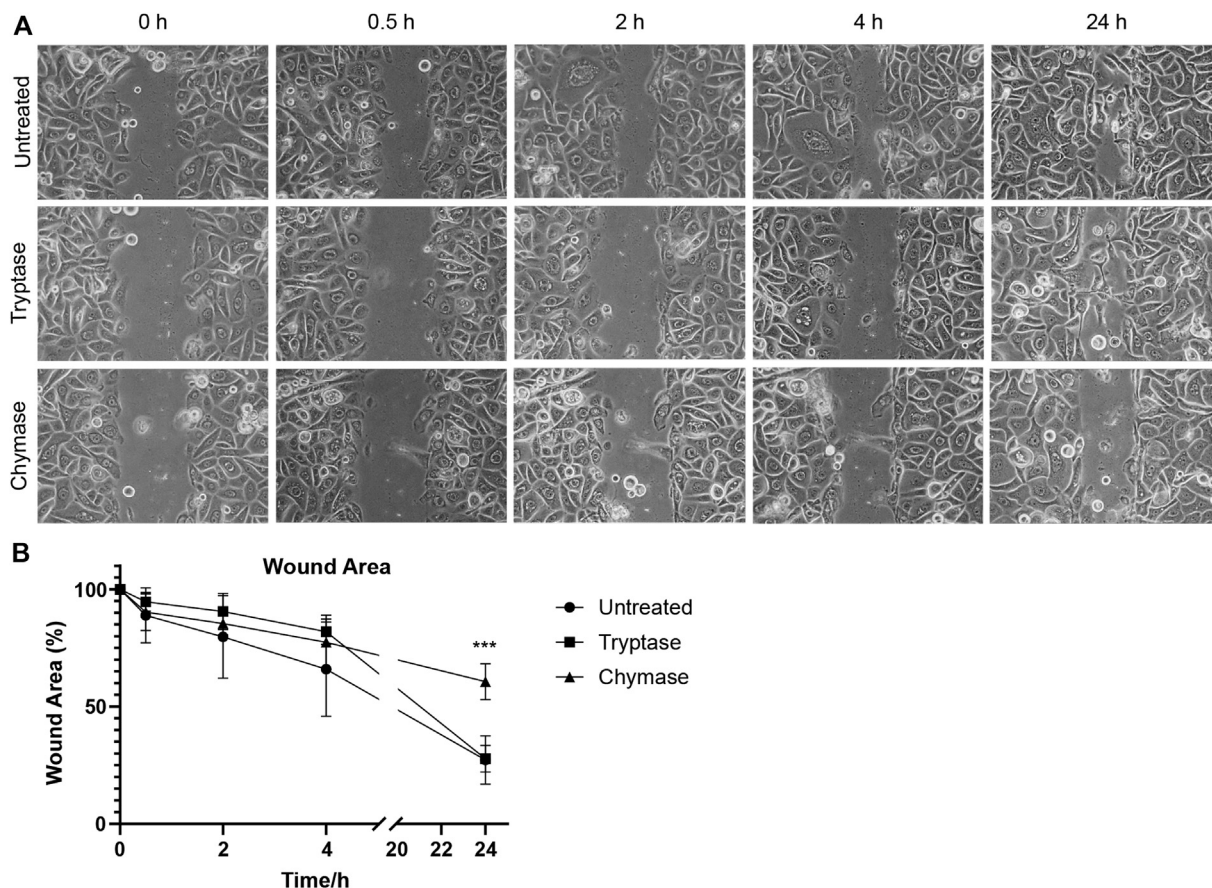 A
0 h 0.5 h 2 h 4 h 24 h
Untreated
Tryptase
Chymase
B
Wound Area
Wound Area (%)
100
50
0
***
0 2 4 20 22 24
Time/h
Untreated
Tryptase
Chymase